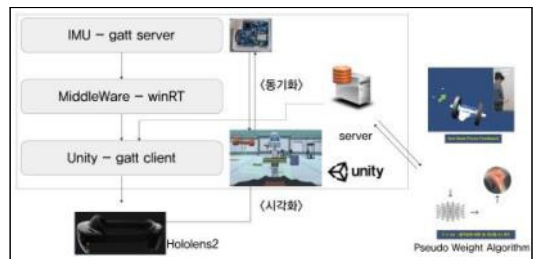 IMU – gatt server
MiddleWare – winRT
Unity – gatt client
<동기화>
server
unity
<시각화>
Hololens2
Pseudo Weight Algorithm